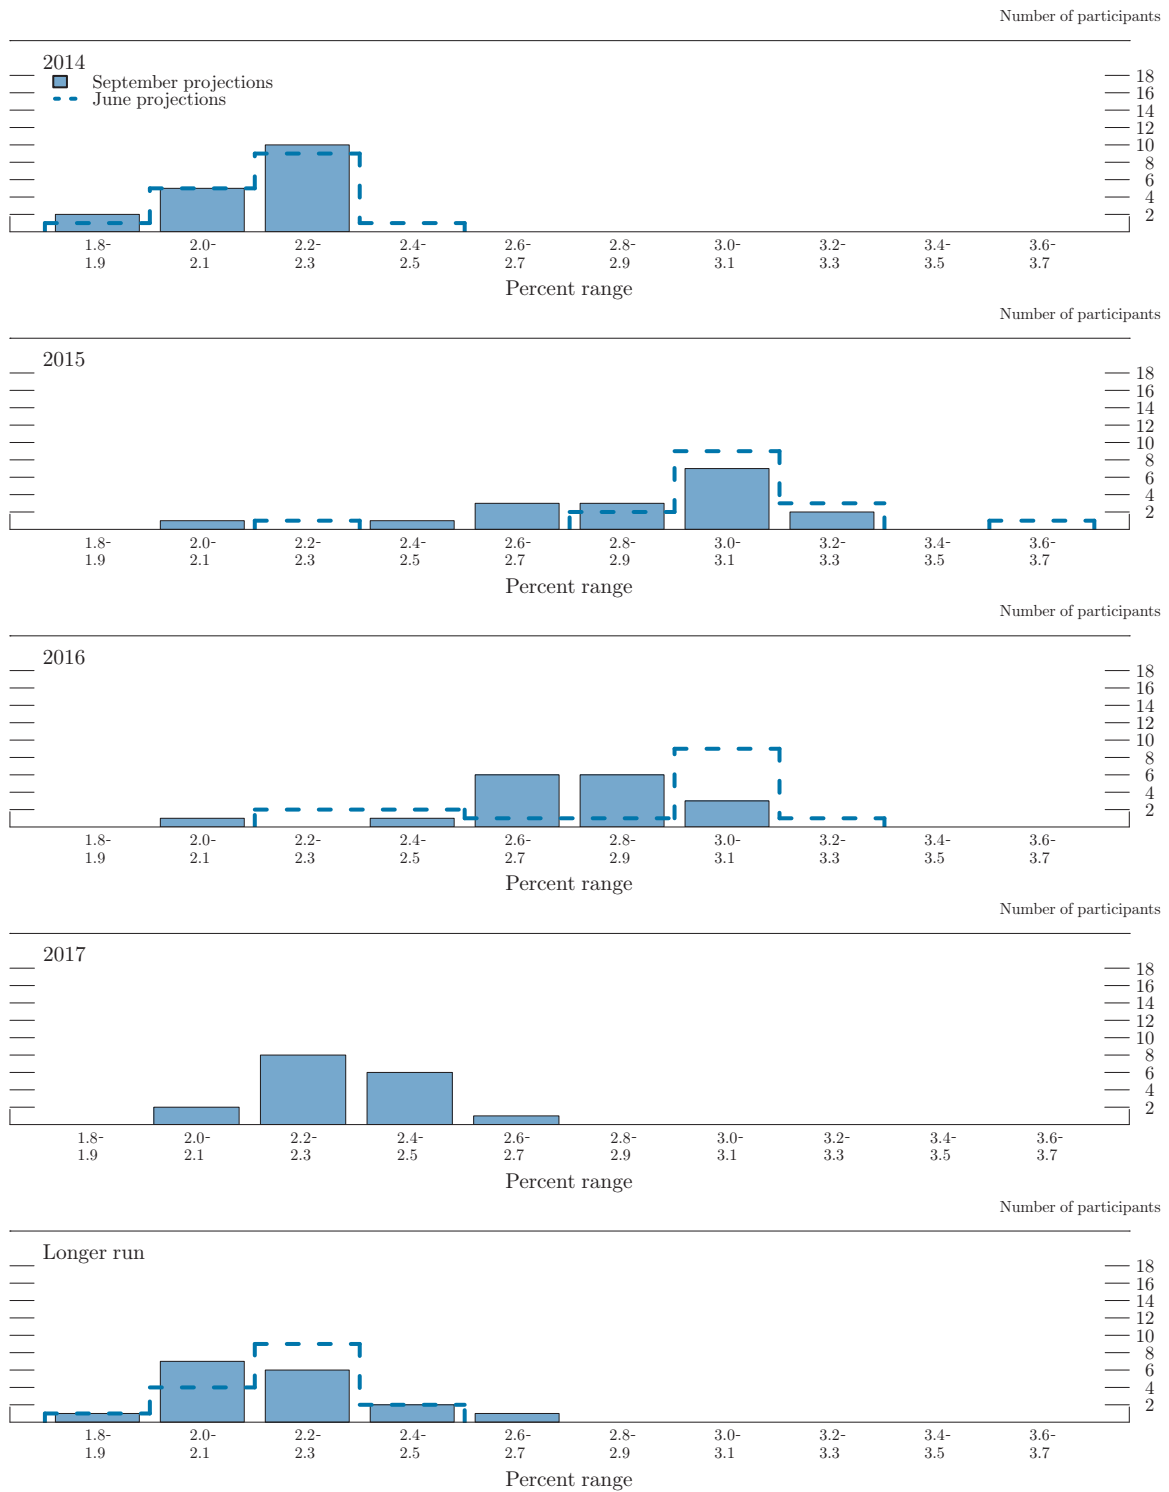 Number of participants
2014
September projections
June projections
18
16
14
12
10
8
6
4
2
1.8- 2.0- 2.2- 2.4- 2.6- 2.8- 3.0- 3.2- 3.4- 3.6-
1.9 2.1 2.3 2.5 2.7 2.9 3.1 3.3 3.5 3.7
Percent range
Number of participants
2015
18
16
14
12
10
8
6
4
2
1.8- 2.0- 2.2- 2.4- 2.6- 2.8- 3.0- 3.2- 3.4- 3.6-
1.9 2.1 2.3 2.5 2.7 2.9 3.1 3.3 3.5 3.7
Percent range
Number of participants
2016
18
16
14
12
10
8
6
4
2
1.8- 2.0- 2.2- 2.4- 2.6- 2.8- 3.0- 3.2- 3.4- 3.6-
1.9 2.1 2.3 2.5 2.7 2.9 3.1 3.3 3.5 3.7
Percent range
Number of participants
2017
18
16
14
12
10
8
6
4
2
1.8- 2.0- 2.2- 2.4- 2.6- 2.8- 3.0- 3.2- 3.4- 3.6-
1.9 2.1 2.3 2.5 2.7 2.9 3.1 3.3 3.5 3.7
Percent range
Number of participants
Longer run
18
16
14
12
10
8
6
4
2
1.8- 2.0- 2.2- 2.4- 2.6- 2.8- 3.0- 3.2- 3.4- 3.6-
1.9 2.1 2.3 2.5 2.7 2.9 3.1 3.3 3.5 3.7
Percent range